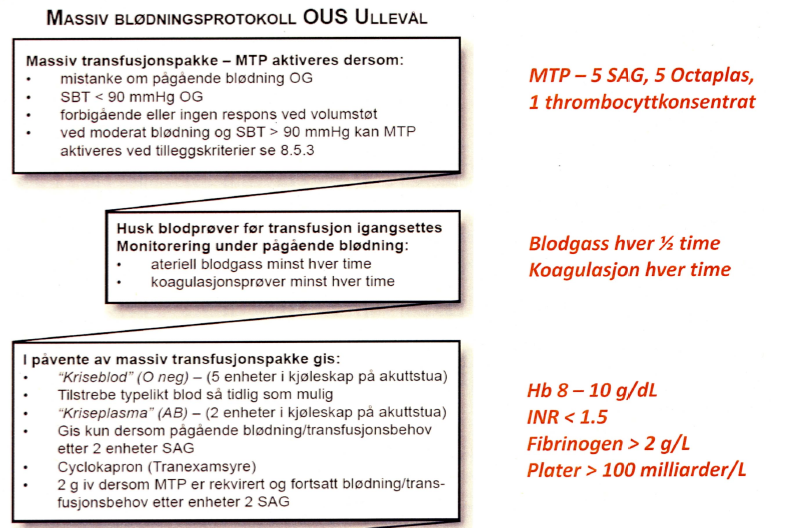 MASSIV BLØDNINGSPROTOKOLL OUS ULLEVÅL
Massiv transfusjonspakke – MTP aktiveres dersom:
• mistanke om pågående blødning OG
• SBT < 90 mmHg OG
• forbigående eller ingen respons ved volumstøt
• ved moderat blødning og SBT > 90 mmHg kan MTP
aktiveres ved tilleggskriterier se 8.5.3
MTP – 5 SAG, 5 Octaplas,
1 thrombocyttkonsentrat
Husk blodprøver før transfusjon igangsettes
Monitorering under pågående blødning:
• ateriell blodgass minst hver time
• koagulasjonsprøver minst hver time
Blodgass hver ½ time
Koagulasjon hver time
I påvente av massiv transfusjonspakke gis:
• "Kriseblod" (O neg) – (5 enheter i kjøleskap på akuttstua)
• Tilstrebe typelikt blod så tidlig som mulig
• "Kriseplasma" (AB) – (2 enheter i kjøleskap på akuttstua)
• Gis kun dersom pågående blødning/transfusjonsbehov
etter 2 enheter SAG
• Cyclokapron (Tranexamsyre)
• 2 g iv dersom MTP er rekvirert og fortsatt blødning/trans-
fusjonsbehov etter enheter 2 SAG
Hb 8 – 10 g/dL
INR < 1.5
Fibrinogen > 2 g/L
Plater > 100 milliarder/L